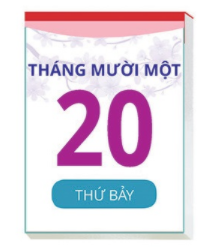 THÁNG MƯỜI MỘT
20
THỨ BẢY